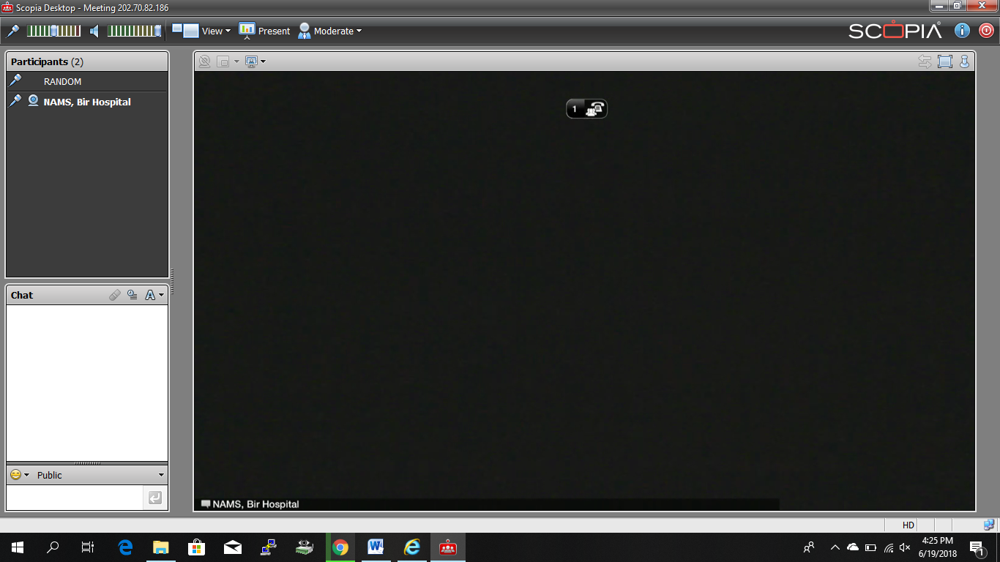 Scopia Desktop - Meeting 202.70.82.186
View Present Moderate
SCOPIA
Participants (2)
RANDOM
NAMS, Bir Hospital
1
Chat
A
Public
NAMS, Bir Hospital
HD
4:25 PM
6/19/2018
1